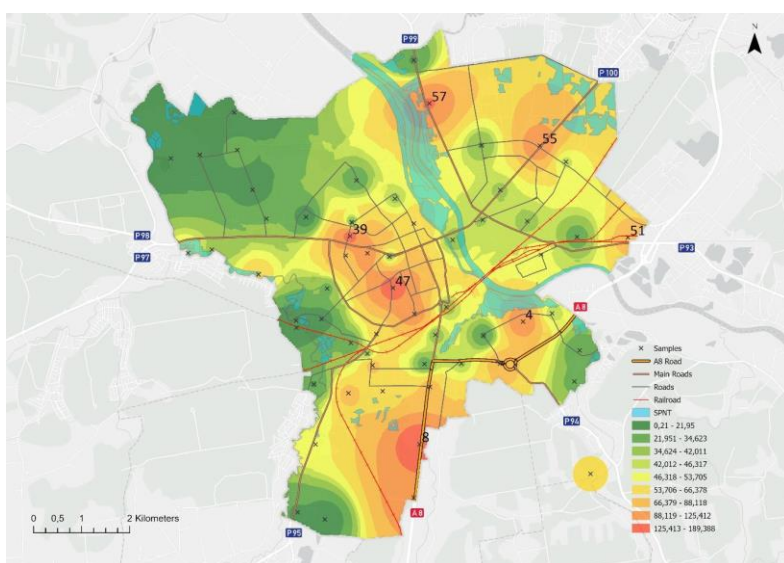 N
P99
P100
57
55
51
P98
P97
39
47
P93
A8
4
8
P94
A8
P95
0 0,5 1 2 Kilometers
Samples
A8 Road
Main Roads
Roads
Railroad
SPNT
0,21 - 21,95
21,951 - 34,623
34,624 - 42,011
42,012 - 46,317
46,318 - 53,705
53,706 - 66,378
66,379 - 88,118
88,119 - 125,412
125,413 - 189,388